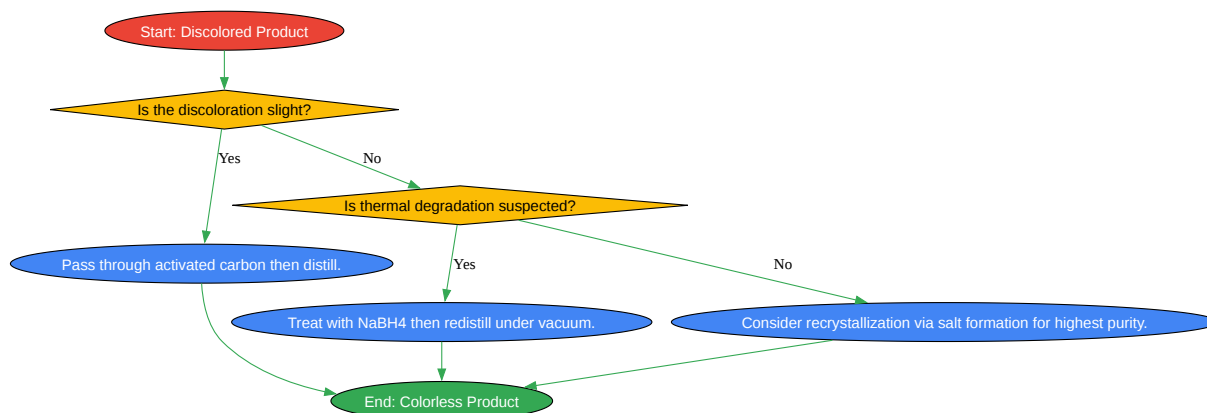 Start: Discolored Product
Is the discoloration slight?
Yes
No
Is thermal degradation suspected?
Pass through activated carbon then distill.
Yes
No
Treat with NaBH4 then redistill under vacuum.
Consider recrystallization via salt formation for highest purity.
End: Colorless Product